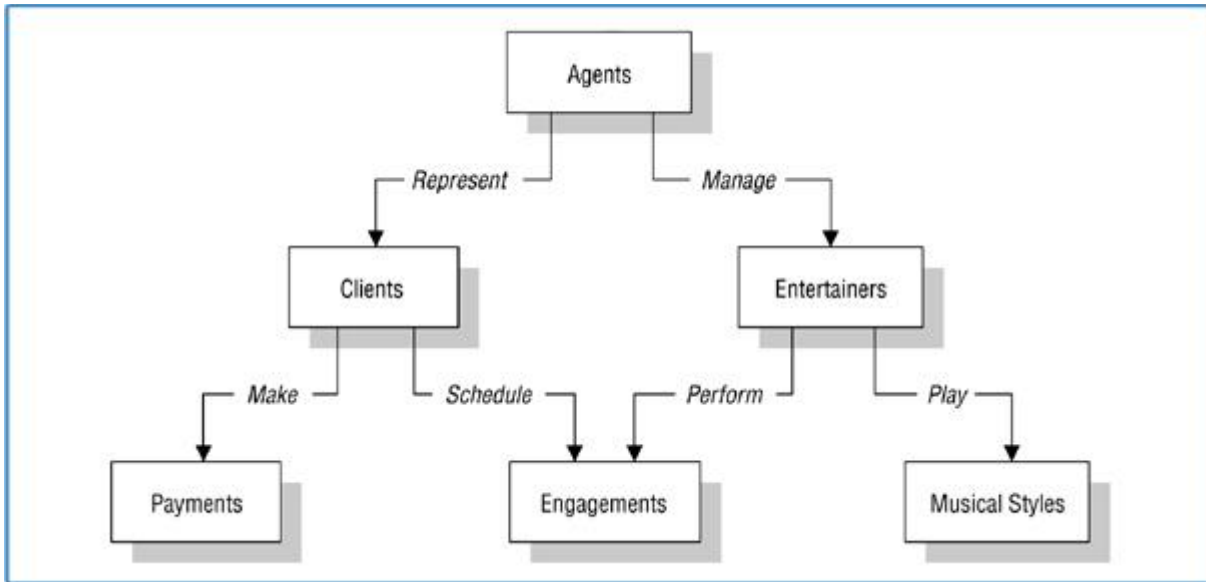 Agents
Represent
Manage
Clients
Entertainers
Make
Schedule
Perform
Play
Payments
Engagements
Musical Styles